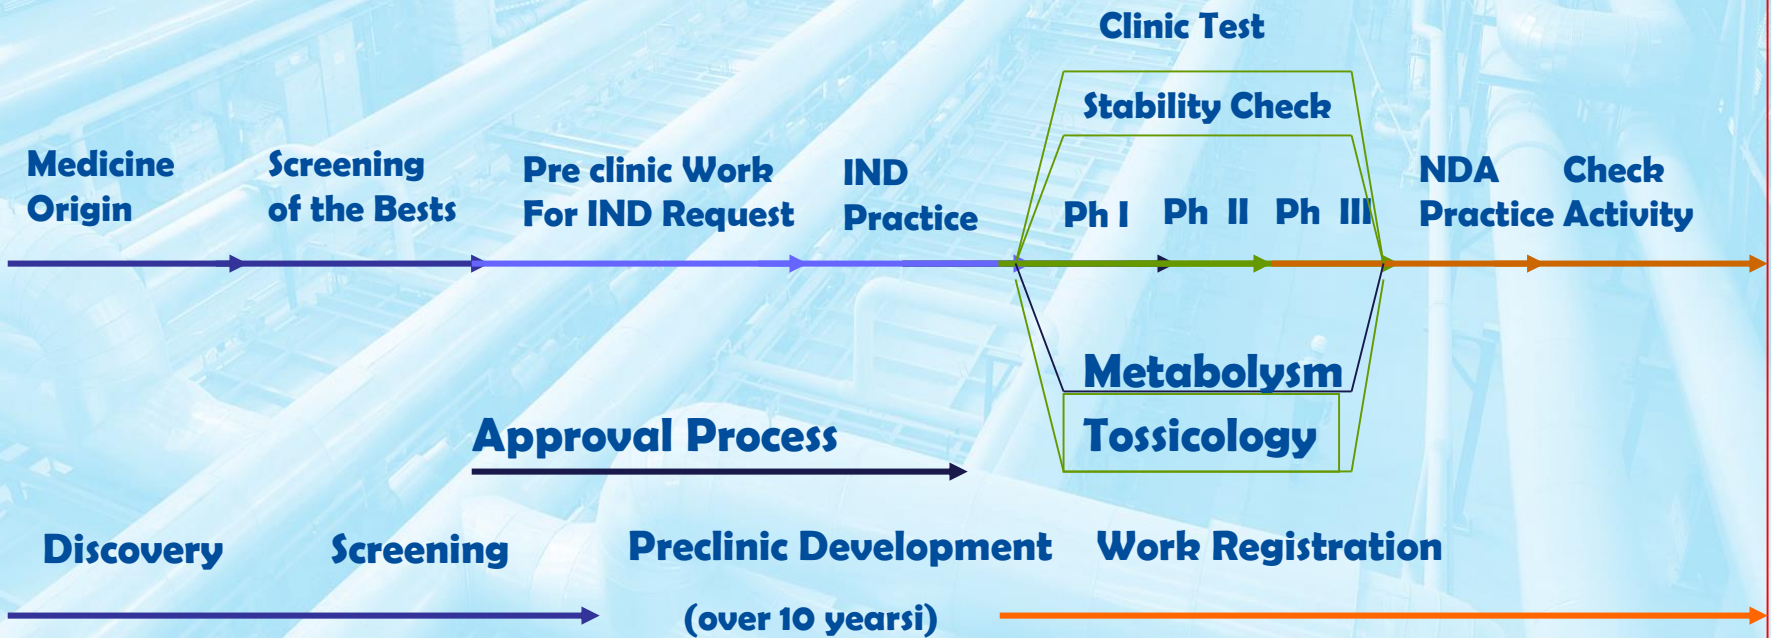 Clinic Test
Stability Check
Medicine
Origin
Screening
of the Bests
Pre clinic Work
For IND Request
IND
Practice
Ph I
Ph II
Ph III
NDA
Practice
Check
Activity
Metabolysm
Tossicology
Approval Process
Discovery
Screening
Preclinic Development
Work Registration
(over 10 yearsi)